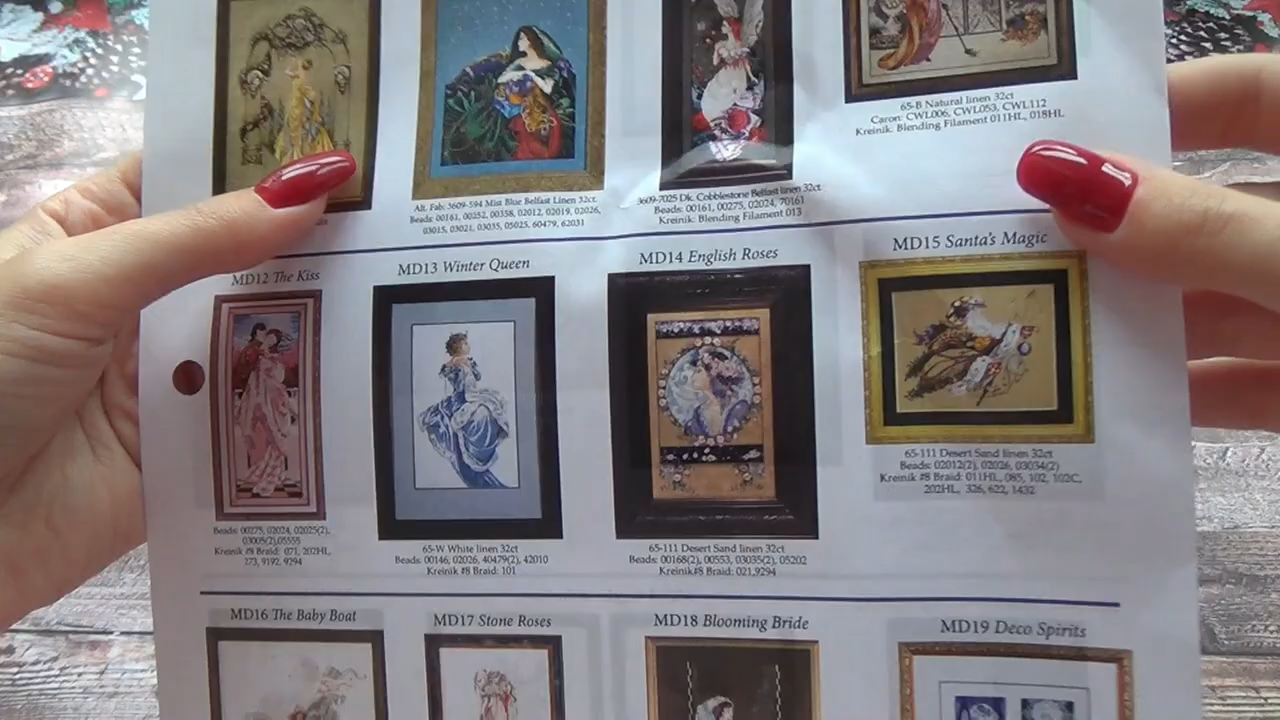 65-B Natural linen 32ct
Caron: CWL006, CWL053, CWL112
Kreinik: Blending Filament 011HL, 018HL
Alt. Fab: 3609-594 Mist Blue Belfast Linen 32ct.
Beads: 00161, 00252, 00358, 02012, 02019, 02026,
03015, 03021, 03035, 05025, 60479, 62031
3609-7025 Dk. Cobblestone Belfast linen 32ct
Beads: 00161, 00275, 02024, 70161
Kreinik: Blending Filament 013
MD12 The Kiss
MD13 Winter Queen
MD14 English Roses
MD15 Santa's Magic
Beads: 00275, 02024, 02025(2),
03005(2),05555
Kreinik #8 Braid: 071, 202HL,
273, 9192, 9294
65-W White linen 32ct
Beads: 00146, 02026, 40479(2), 42010
Kreinik #8 Braid: 101
65-111 Desert Sand linen 32ct
Beads: 00168(2), 00553, 03035(2), 05202
Kreinik#8 Braid: 021,9294
65-111 Desert Sand linen 32ct
Beads: 02012(2), 02026, 03034(2)
Kreinik #8 Braid: 011HL, 085, 102, 102C,
202HL, 326, 622, 1432
MD16 The Baby Boat
MD17 Stone Roses
MD18 Blooming Bride
MD19 Deco Spirits